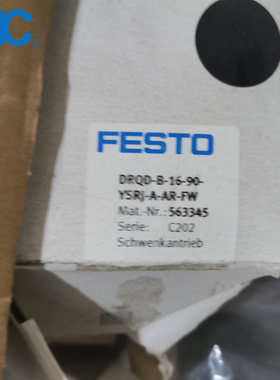 FESTO
DRQD-B-16-90-
YSRJ-A-AR-FW
Mat.-Nr.: 563345
Serie: C202
Schwenkantrieb